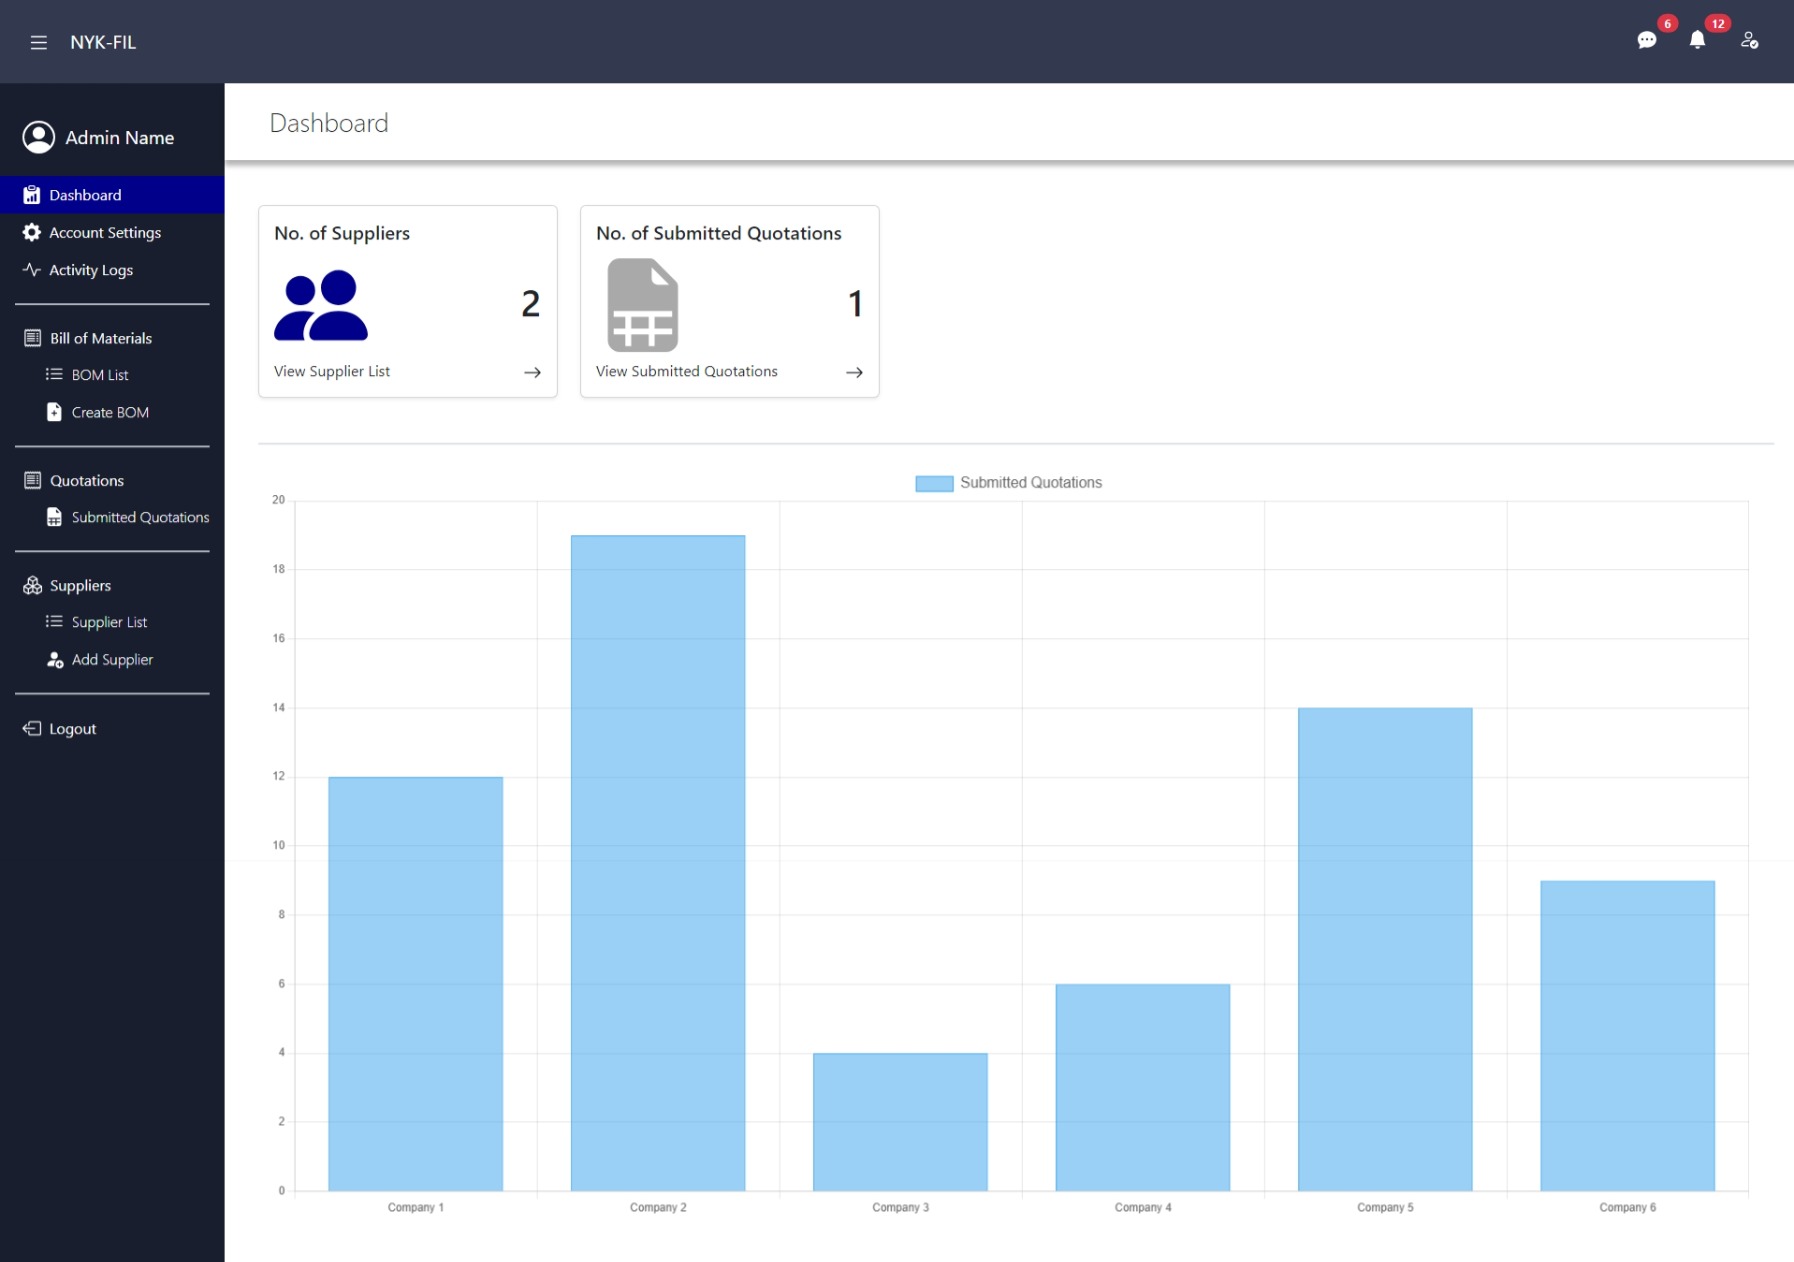 NYK-FIL
6
12
Admin Name
Dashboard
Account Settings
Activity Logs
Bill of Materials
BOM List
Create BOM
Quotations
Submitted Quotations
Suppliers
Supplier List
Add Supplier
Logout
Dashboard
No. of Suppliers
2
View Supplier List
No. of Submitted Quotations
1
View Submitted Quotations
Submitted Quotations
20
18
16
14
12
10
8
6
4
2
0
Company 1
Company 2
Company 3
Company 4
Company 5
Company 6